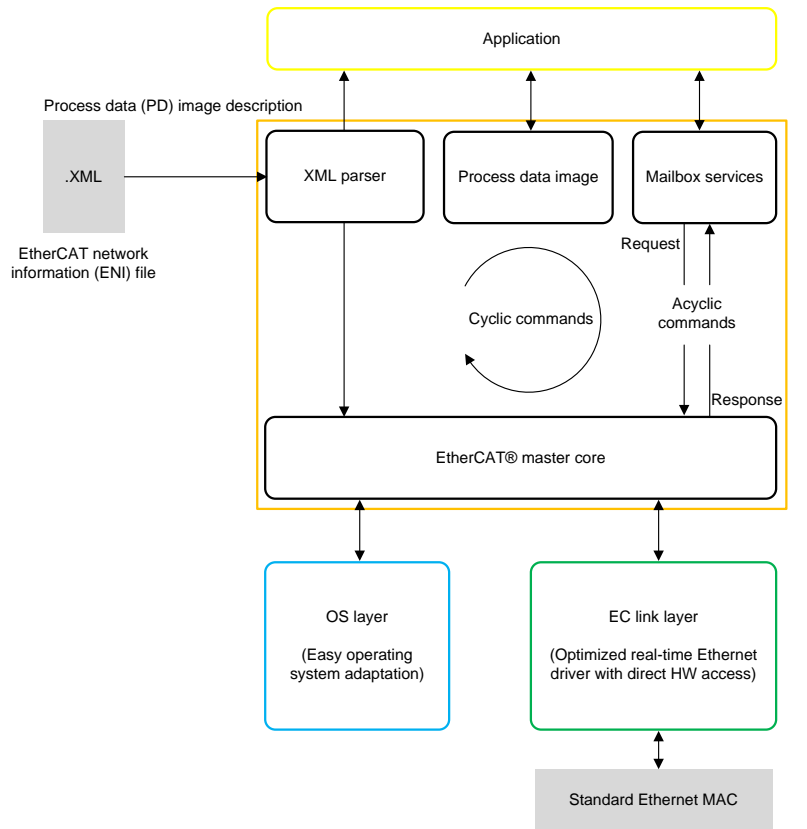 Application
Process data (PD) image description
.XML
XML parser
Process data image
Mailbox services
EtherCAT network
information (ENI) file
Request
Cyclic commands
Acyclic
commands
Response
EtherCAT® master core
OS layer
(Easy operating
system adaptation)
EC link layer
(Optimized real-time Ethernet
driver with direct HW access)
Standard Ethernet MAC